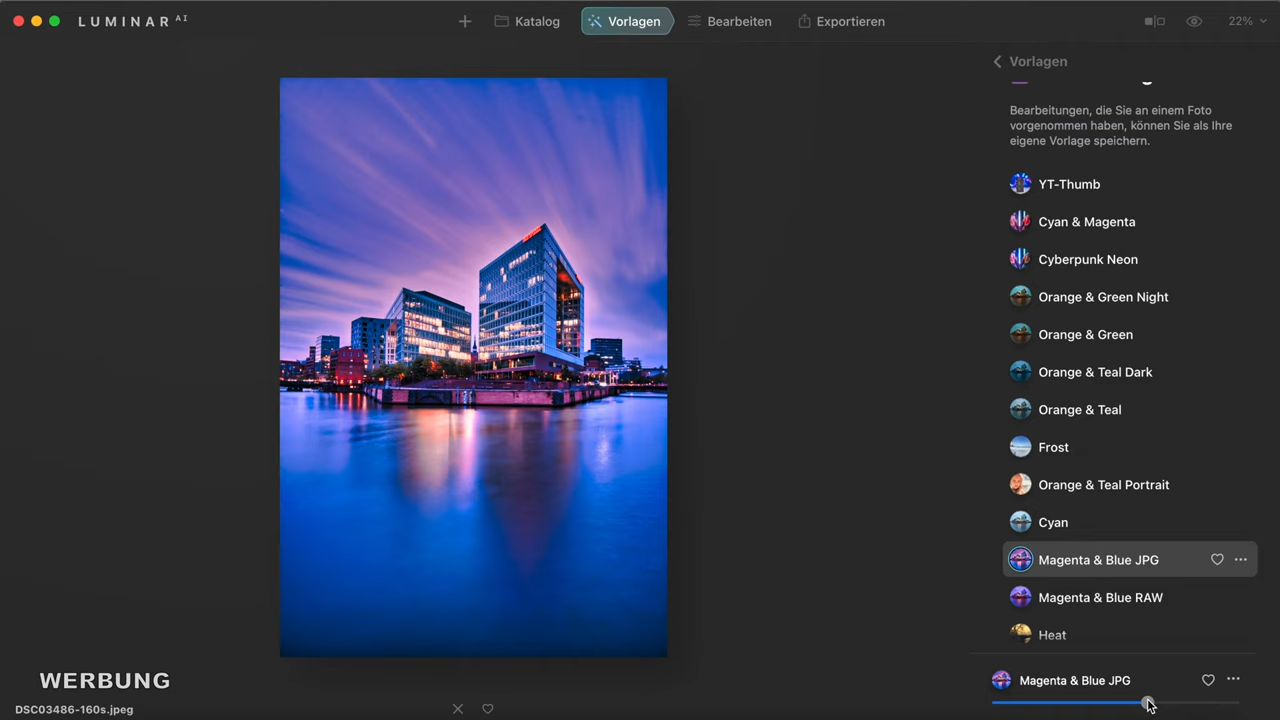 LUMINAR AI
Katalog
Vorlagen
Bearbeiten
Exportieren
22%
Vorlagen
Bearbeitungen, die Sie an einem Foto
vorgenommen haben, können Sie als Ihre
eigene Vorlage speichern.
YT-Thumb
Cyan & Magenta
Cyberpunk Neon
Orange & Green Night
Orange & Green
Orange & Teal Dark
Orange & Teal
Frost
Orange & Teal Portrait
Cyan
Magenta & Blue JPG
Magenta & Blue RAW
Heat
Magenta & Blue JPG
WERBUNG
DSC03486-160s.jpeg